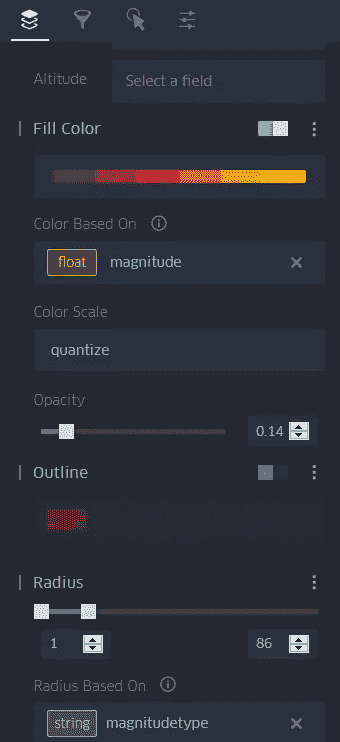 Altitude
Select a field
Fill Color
Color Based On
float magnitude
Color Scale
quantize
Opacity
0.14
Outline
Radius
1 86
Radius Based On
string magnitudetype